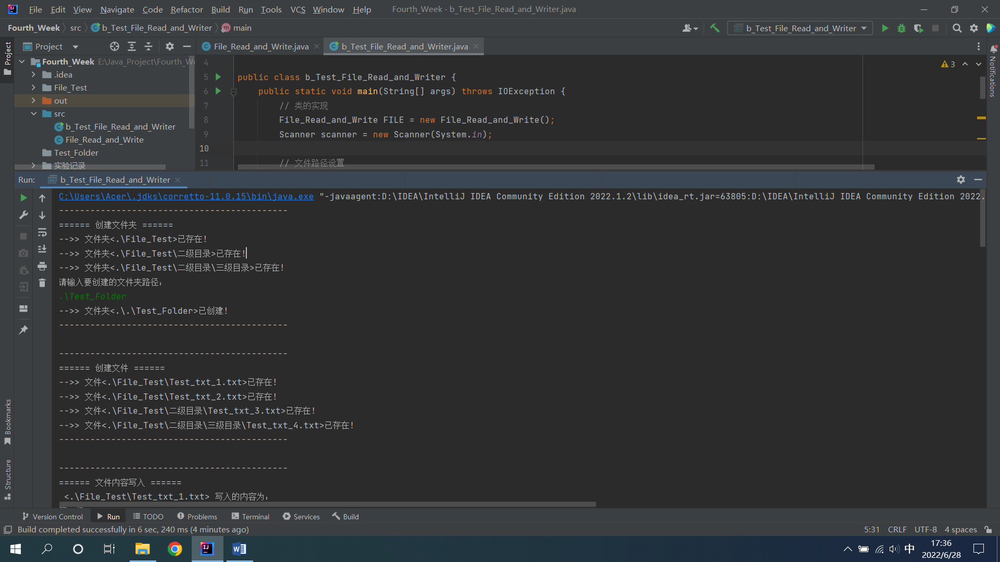 File Edit View Navigate Code Refactor Build Run Tools VCS Window Help Fourth_Week - b_Test_File_Read_and_Writer.java
Fourth_Week src b_Test_File_Read_and_Writer main b_Test_File_Read_and_Writer
Project
Project
File_Read_and_Write.java b_Test_File_Read_and_Writer.java
Notifications
Fourth_Week E:\Java_Project\Fourth_We
.idea
File_Test
out
src
b_Test_File_Read_and_Writer
File_Read_and_Write
Test_Folder
实验记录
3
4
5 public class b_Test_File_Read_and_Writer {
6 public static void main(String[] args) throws IOException {
7 // 类的实现
8 File_Read_and_Write FILE = new File_Read_and_Write();
9 Scanner scanner = new Scanner(System.in);
10
11 // 文件路径设置
Run: b_Test_File_Read_and_Writer
C:\Users\Acer\.jdks\corretto-11.0.15\bin\java.exe "-javaagent:D:\IDEA\IntelliJ IDEA Community Edition 2022.1.2\lib\idea_rt.jar=63805:D:\IDEA\IntelliJ IDEA Community Edition 2022.
--------------------------------------------
====== 创建文件夹 ======
-->> 文件夹<.\File_Test>已存在!
-->> 文件夹<.\File_Test\二级目录>已存在!
-->> 文件夹<.\File_Test\二级目录\三级目录>已存在!
请输入要创建的文件夹路径:
.\Test_Folder
-->> 文件夹<.\.\Test_Folder>已创建!
--------------------------------------------
--------------------------------------------
====== 创建文件 ======
-->> 文件<.\File_Test\Test_txt_1.txt>已存在!
-->> 文件<.\File_Test\Test_txt_2.txt>已存在!
-->> 文件<.\File_Test\二级目录\Test_txt_3.txt>已存在!
-->> 文件<.\File_Test\二级目录\三级目录\Test_txt_4.txt>已存在!
--------------------------------------------
--------------------------------------------
====== 文件内容写入 ======
<.\File_Test\Test_txt_1.txt> 写入的内容为:
Bookmarks
Structure
Version Control Run TODO Problems Terminal Services Build
Build completed successfully in 6 sec, 240 ms (4 minutes ago) 5:31 CRLF UTF-8 4 spaces
中 17:36
2022/6/28